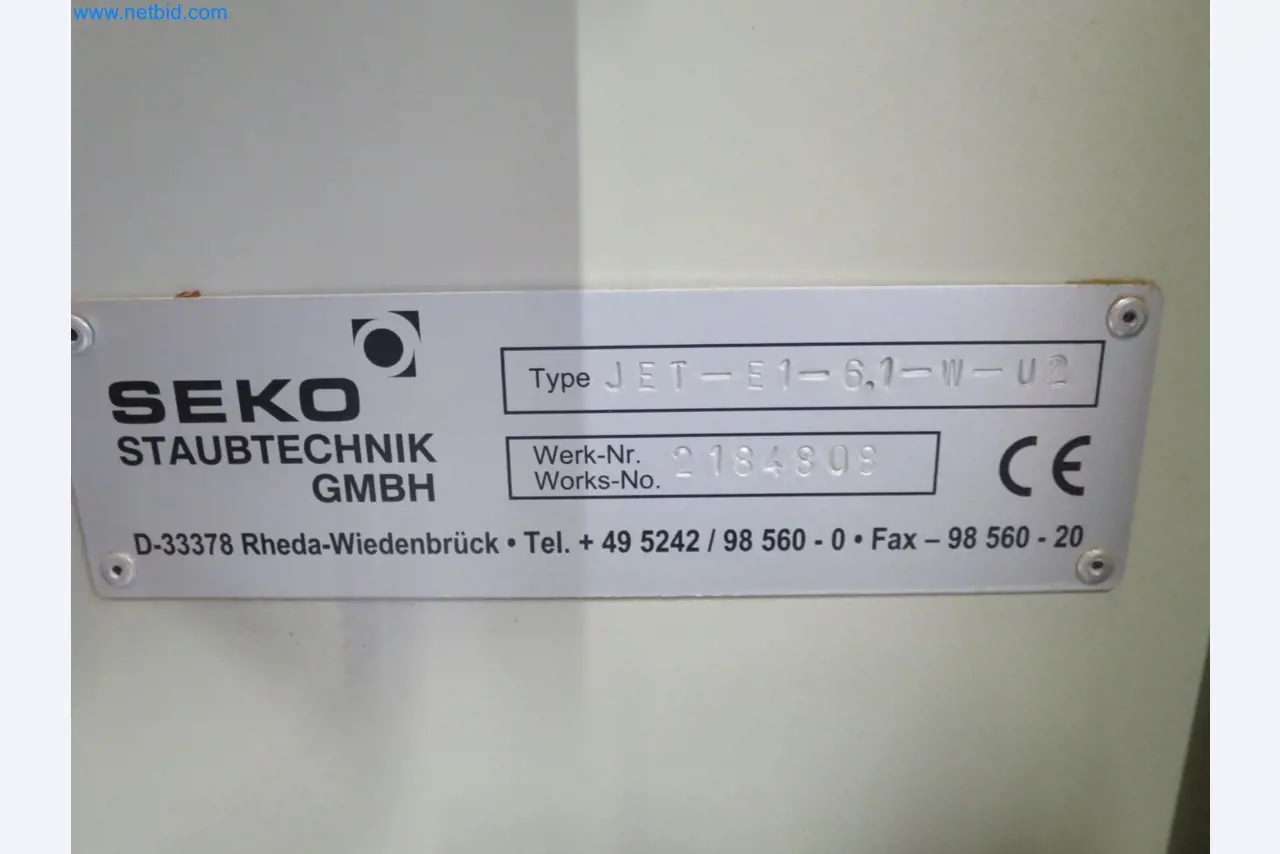 www.netbid.com
SEKO
STAUBTECHNIK
GMBH
Type JET-E1-6.1-W-U2
Werk-Nr.
Works-No. 2184808
CE
D-33378 Rheda-Wiedenbrück • Tel. + 49 5242 / 98 560 - 0 • Fax – 98 560 - 20